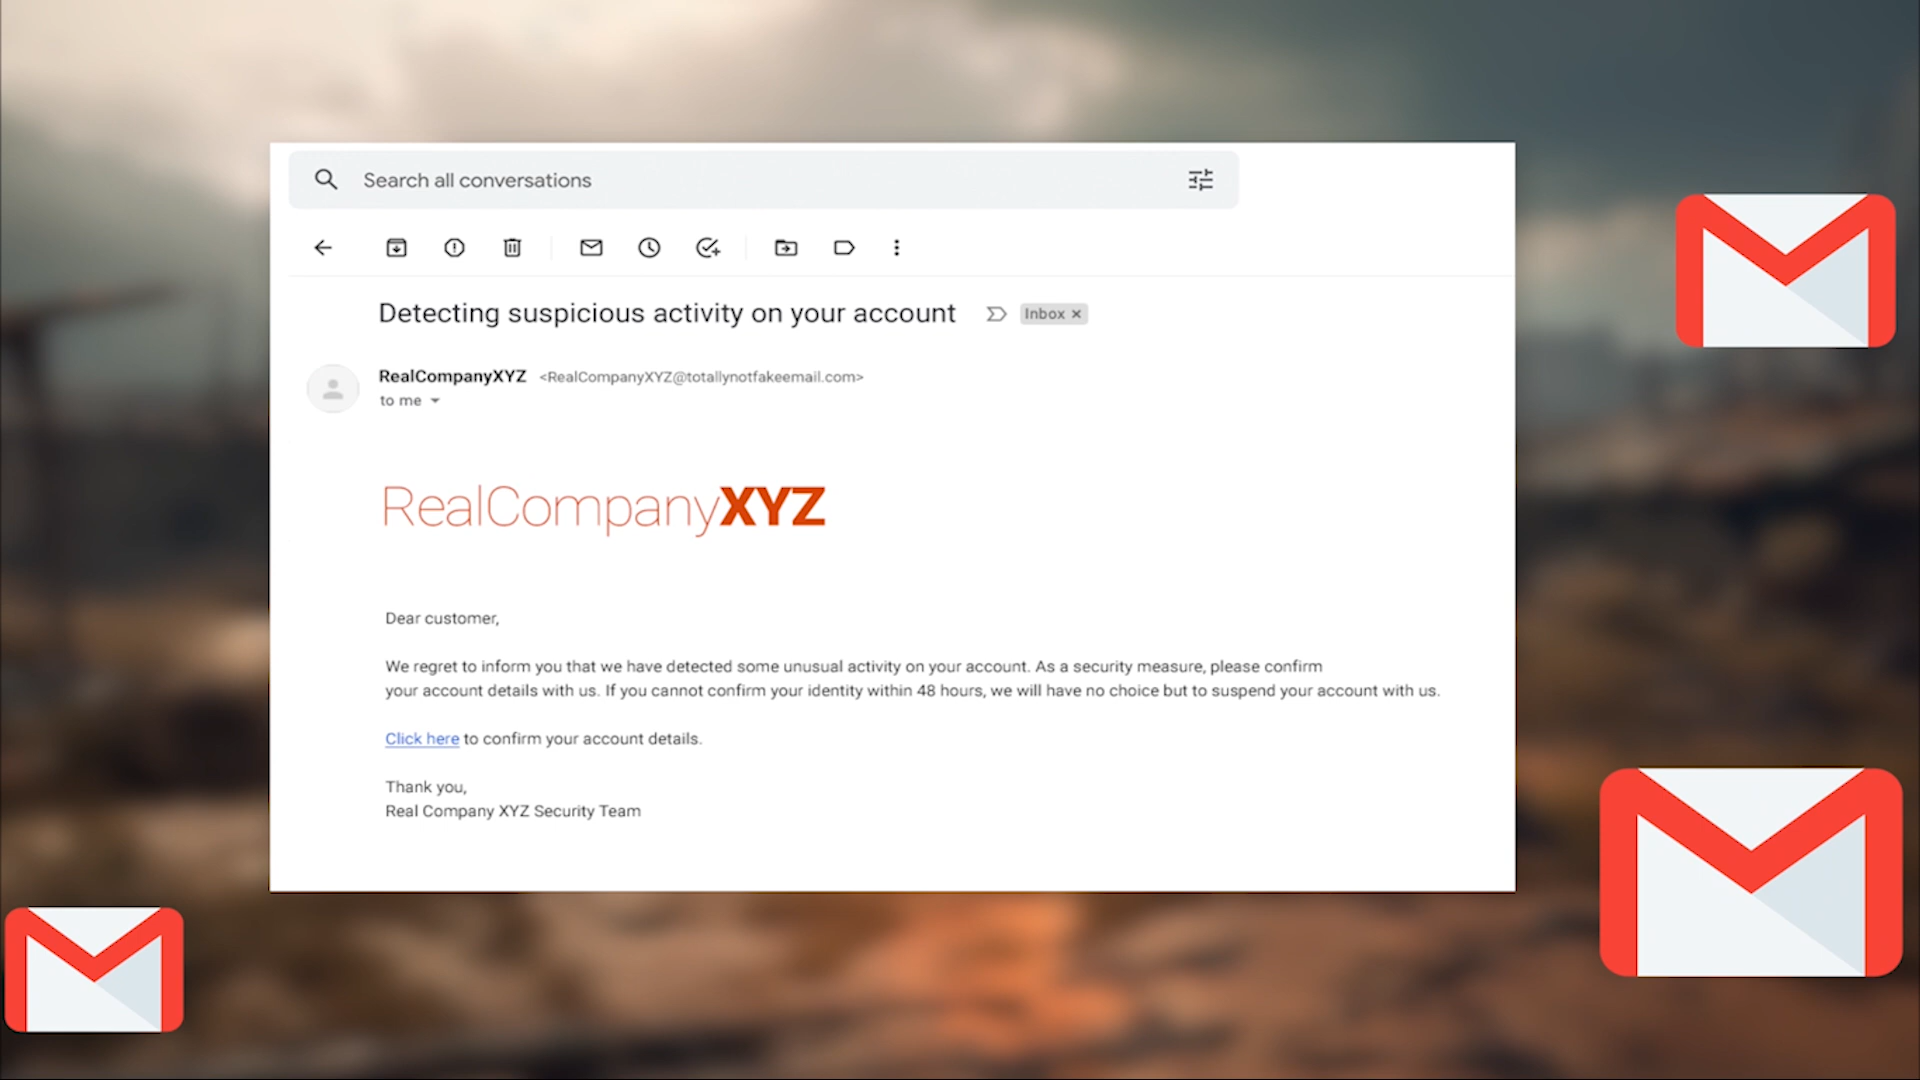 Search all conversations
Detecting suspicious activity on your account Inbox ×
RealCompanyXYZ <RealCompanyXYZ@totallynotfakeemail.com>
to me
RealCompanyXYZ
Dear customer,
We regret to inform you that we have detected some unusual activity on your account. As a security measure, please confirm
your account details with us. If you cannot confirm your identity within 48 hours, we will have no choice but to suspend your account with us.
Click here to confirm your account details.
Thank you,
Real Company XYZ Security Team